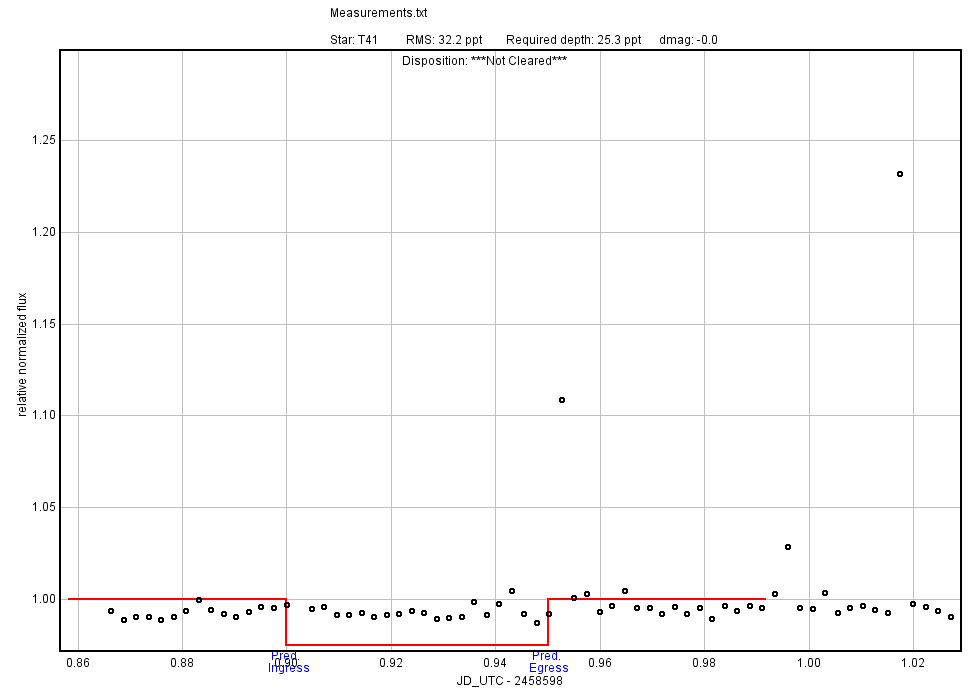 Measurements.txt
Star: T41 RMS: 32.2 ppt Required depth: 25.3 ppt dmag: -0.0
Disposition: ***Not Cleared***
relative normalized flux
1.25
1.20
1.15
1.10
1.05
1.00
0.86 0.88 0.90 0.92 0.94 0.96 0.98 1.00 1.02
Pred.
Ingress
Pred.
Egress
JD_UTC - 2458598